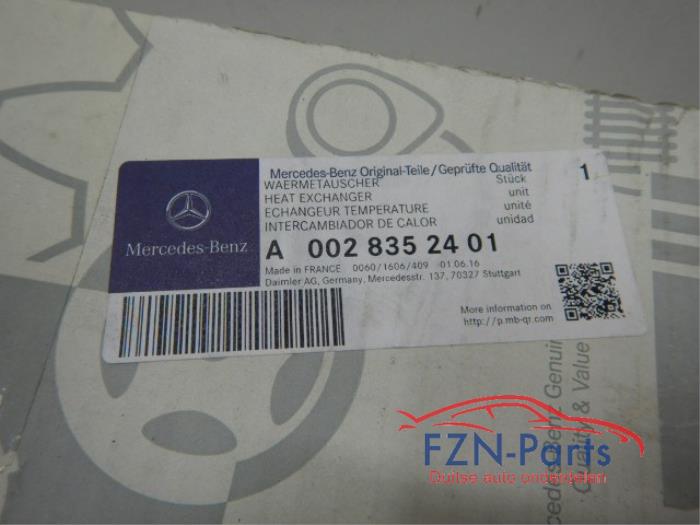 Mercedes-Benz Original-Teile/Geprüfte Qualität
WAERMETAUSCHER Stück 1
HEAT EXCHANGER unit
ECHANGEUR TEMPERATURE unité
INTERCAMBIADOR DE CALOR unidad
Mercedes-Benz
A 002 835 24 01
Made in FRANCE 0060/1606/409 01.06.16
Daimler AG, Germany, Mercedesstr. 137, 70327 Stuttgart
More information on
http://p.mb-qr.com
Quality & Value
FZN-Parts
Duitse auto onderdelen